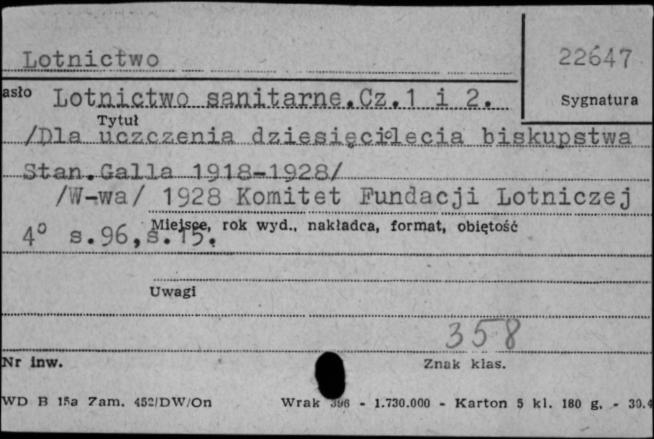 Lotnictwo
22647
asło Lotnictwo sanitarne.Cz.1 i 2.
Sygnatura
Tytuł
/Dla uczczenia dziesięciolecia biskupstwa
Stan.Galla 1918-1928/
/W-wa/ 1928 Komitet Fundacji Lotniczej
Miejsce, rok wyd., nakładca, format, objętość
4° s.96,s.15.
Uwagi
358
Nr inw.
Znak klas.
WD B 15a Zam. 452/DW/On Wrak 396 - 1.730.000 - Karton 5 kl. 180 g. - 30.4